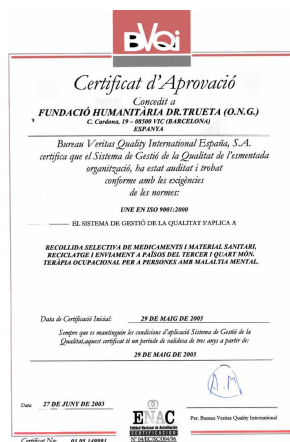 BVQi
Certificat d'Aprovació
Concedit a
FUNDACIÓ HUMANITÀRIA DR.TRUETA (O.N.G.)
C. Cardona, 19 – 08500 VIC (BARCELONA)
ESPANYA
Bureau Veritas Quality International España, S.A.
certifica que el Sistema de Gestió de la Qualitat de l'esmentada
organització, ha estat auditat i trobat
conforme amb les exigències
de les normes:
UNE EN ISO 9001:2000
EL SISTEMA DE GESTIÓ DE LA QUALITAT S'APLICA A
RECOLLIDA SELECTIVA DE MEDICAMENTS I MATERIAL SANITARI,
RECICLATGE I ENVIAMENT A PAÏSOS DEL TERCER I QUART MÓN.
TERÀPIA OCUPACIONAL PER A PERSONES AMB MALALTIA MENTAL.
Data de Certificació Inicial: 29 DE MAIG DE 2003
Sempre que es mantinguin les condicions d'aplicació Sistema de Gestió de la
Qualitat,aquest certificat té un període de validesa de tres anys a partir de:
29 DE MAIG DE 2003
A.M
Data: 27 DE JUNY DE 2003
ENAC
CERTIFICACIÓN
Per. Bureau Veritas Quality International